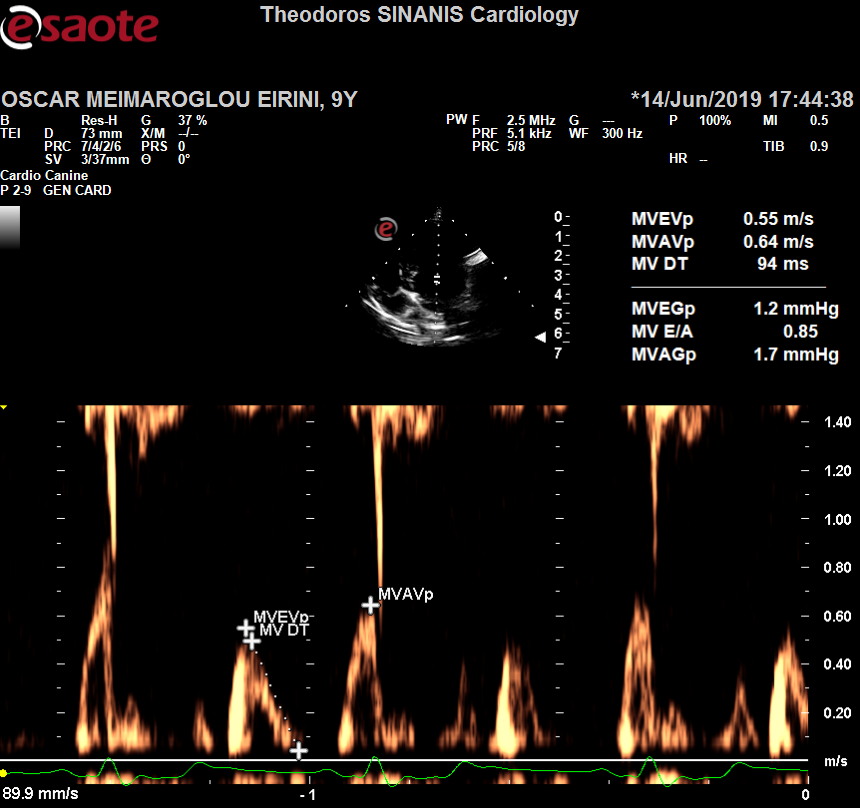 esaote
Theodoros SINANIS Cardiology
OSCAR MEIMAROGLOU EIRINI, 9Y
*14/Jun/2019 17:44:38
B Res-H G 37 %
TEI D 73 mm X/M --/--
PRC 7/4/2/6 PRS 0
SV 3/37mm Θ 0°
PW F 2.5 MHz G ---
PRF 5.1 kHz WF 300 Hz
PRC 5/8
P 100% MI 0.5
TIB 0.9
HR --
Cardio Canine
P 2-9 GEN CARD
e
0
1
2
3
4
5
6
7
MVEVp 0.55 m/s
MVAVp 0.64 m/s
MV DT 94 ms
MVEGp 1.2 mmHg
MV E/A 0.85
MVAGp 1.7 mmHg
1.40
1.20
1.00
0.80
0.60
0.40
0.20
m/s
MVEVp
MV DT
MVAVp
89.9 mm/s
-1
0